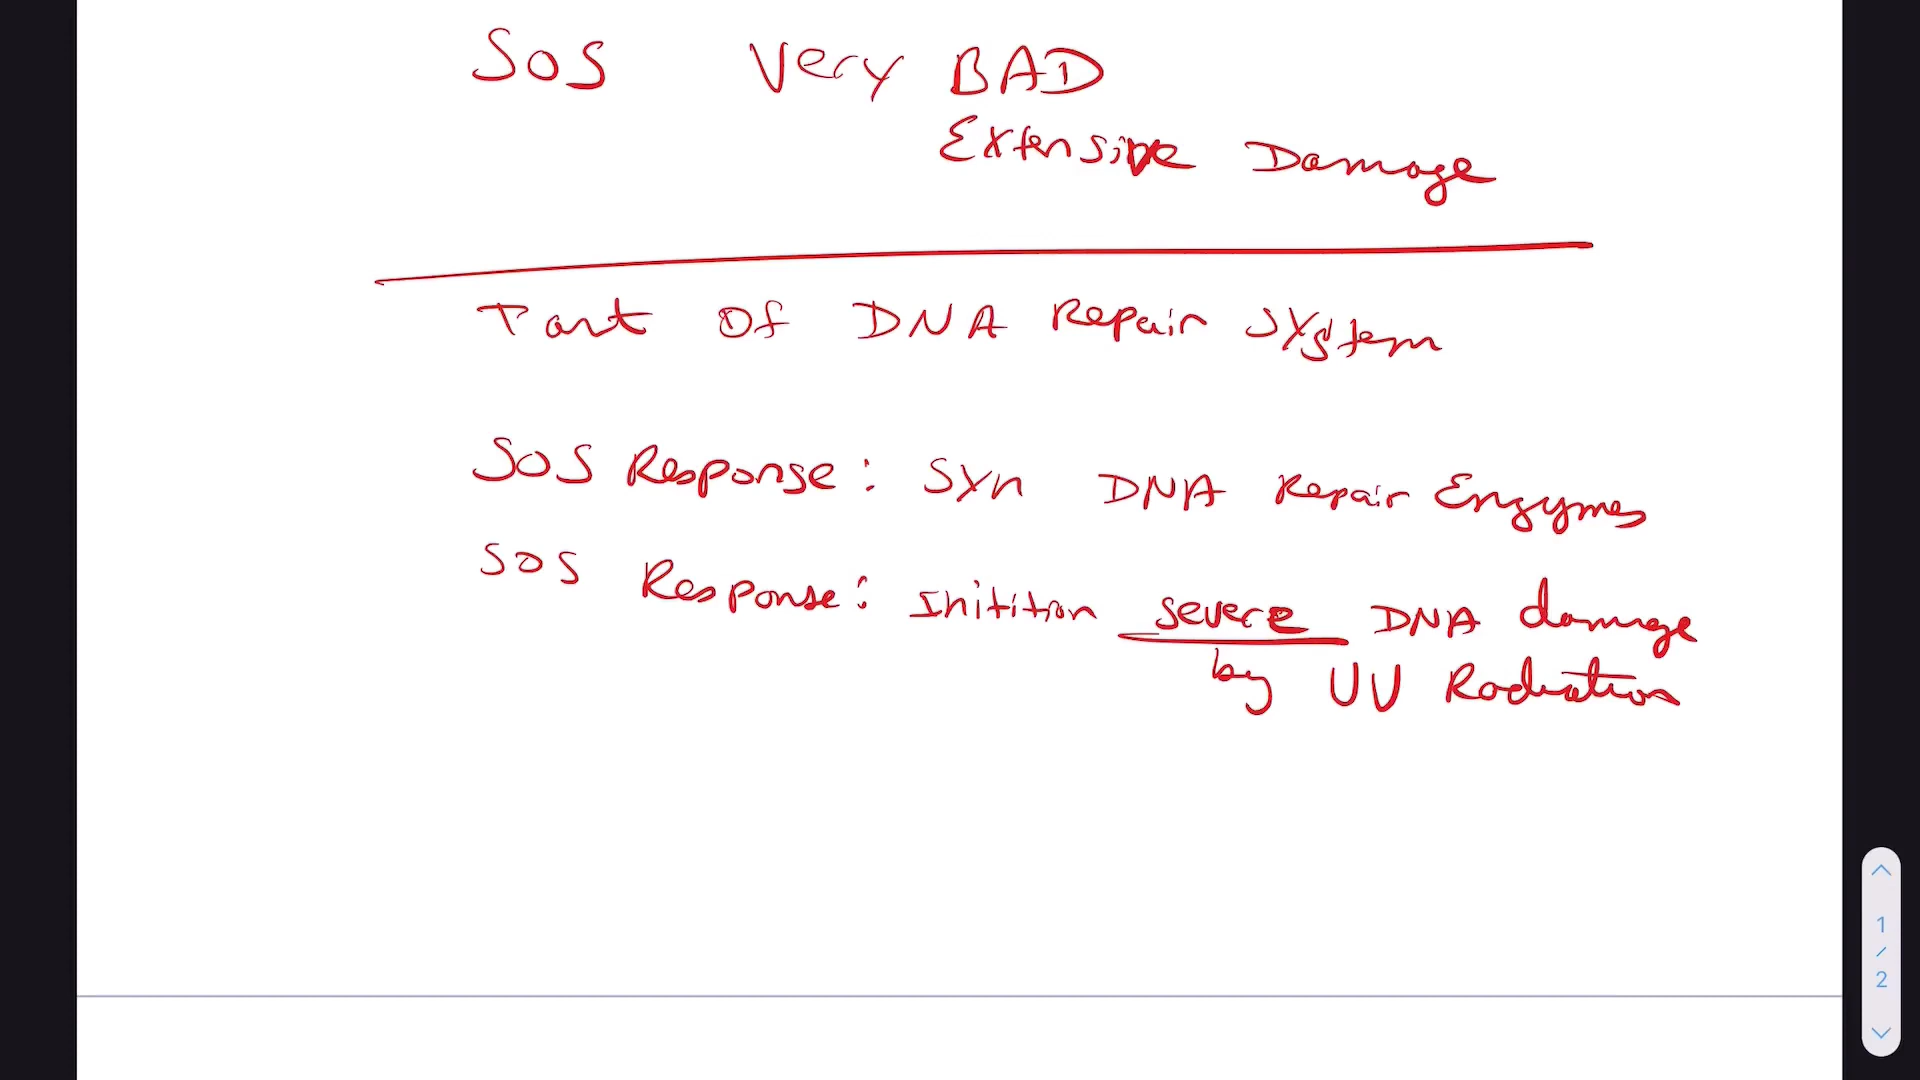 SOS Very BAD
Extensive Damage
Part Of DNA Repair System
SOS Response: Syn DNA Repair Enzymes
SOS Response: Initition severe DNA damage
by UV Radiation
1
/
2